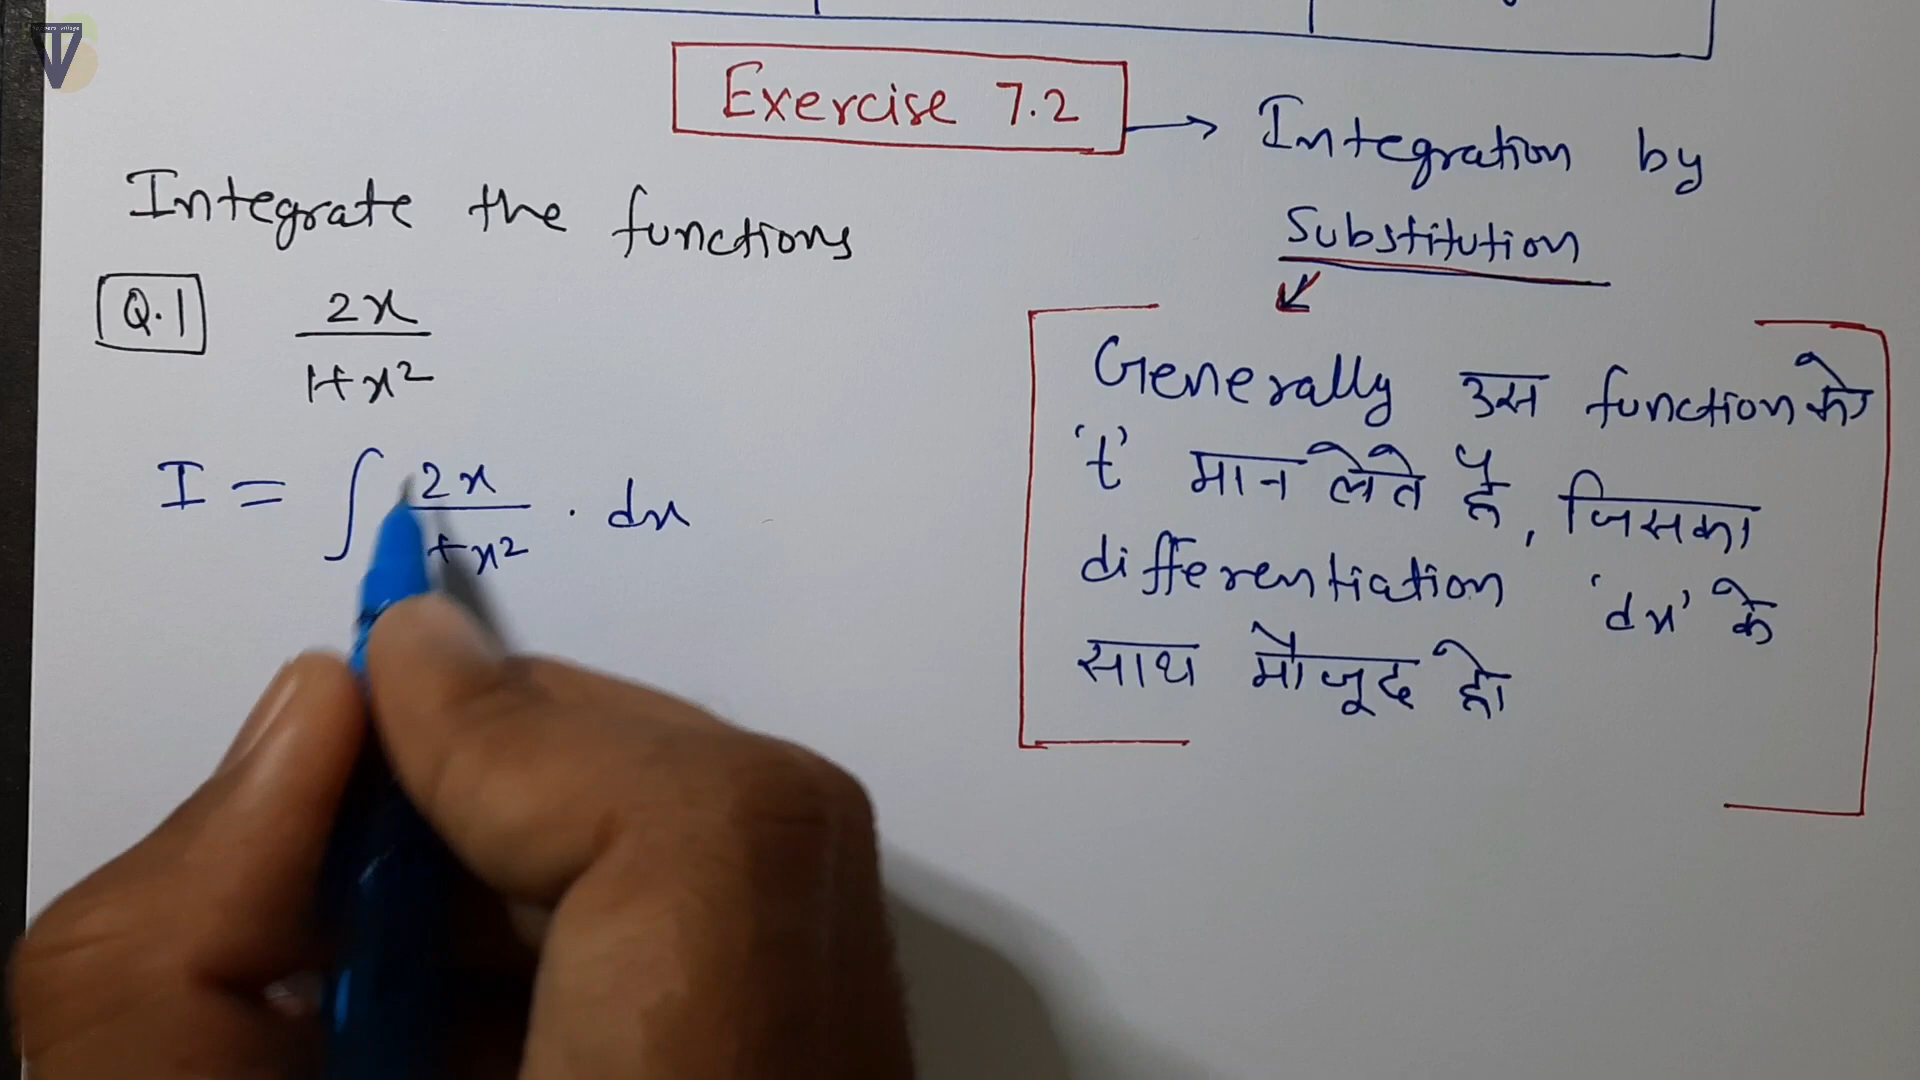 Exercise 7.2 → Integration by
Substitution
Integrate the functions
Q.1 2x
1+x²
I = ∫ 2x / +x² . dx
Generally उस function को
't' मान लेते है, जिसका
differentiation 'dx' के
साथ मौजूद हो